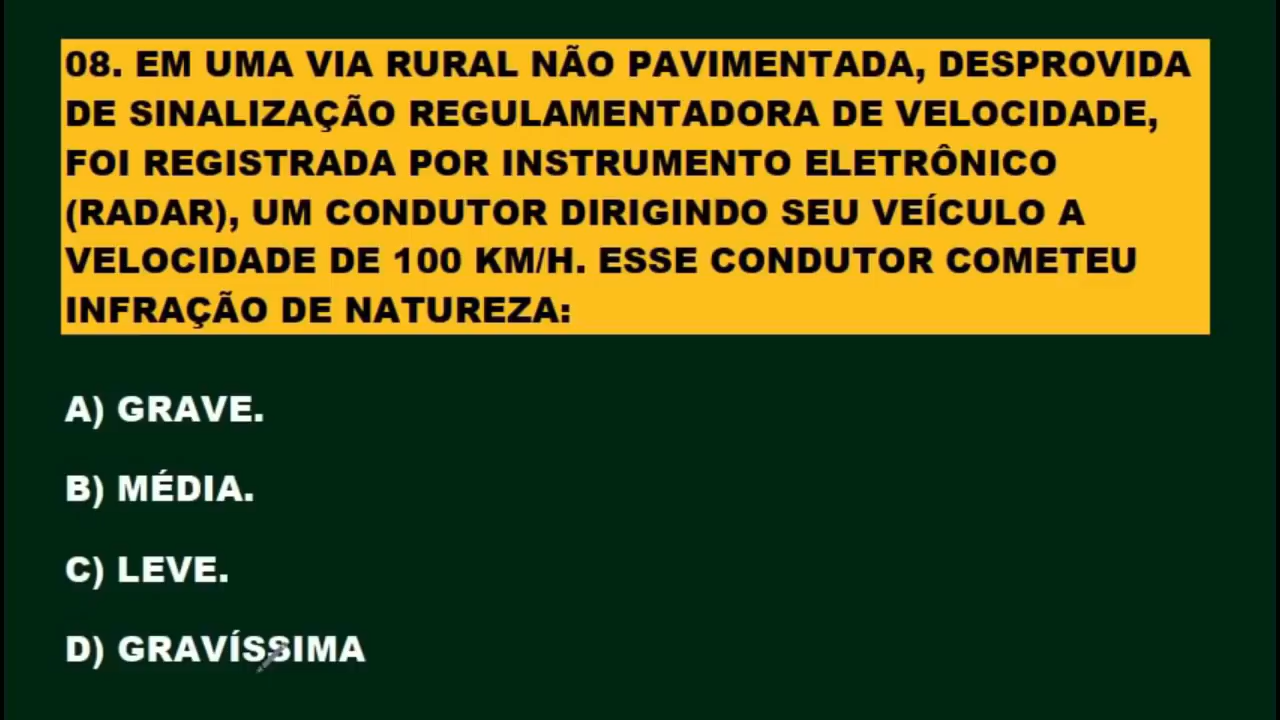 08. EM UMA VIA RURAL NÃO PAVIMENTADA, DESPROVIDA
DE SINALIZAÇÃO REGULAMENTADORA DE VELOCIDADE,
FOI REGISTRADA POR INSTRUMENTO ELETRÔNICO
(RADAR), UM CONDUTOR DIRIGINDO SEU VEÍCULO A
VELOCIDADE DE 100 KM/H. ESSE CONDUTOR COMETEU
INFRAÇÃO DE NATUREZA:
A) GRAVE.
B) MÉDIA.
C) LEVE.
D) GRAVÍSSIMA